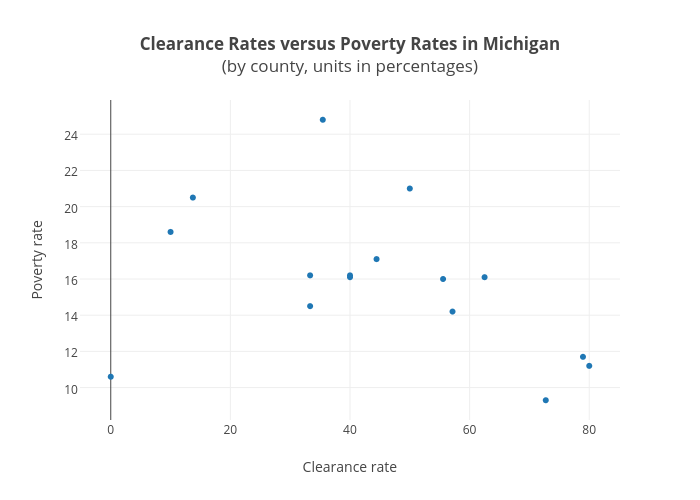 Clearance Rates versus Poverty Rates in Michigan
(by county, units in percentages)
24
22
20
18
16
14
12
10
Poverty rate
0 20 40 60 80
Clearance rate